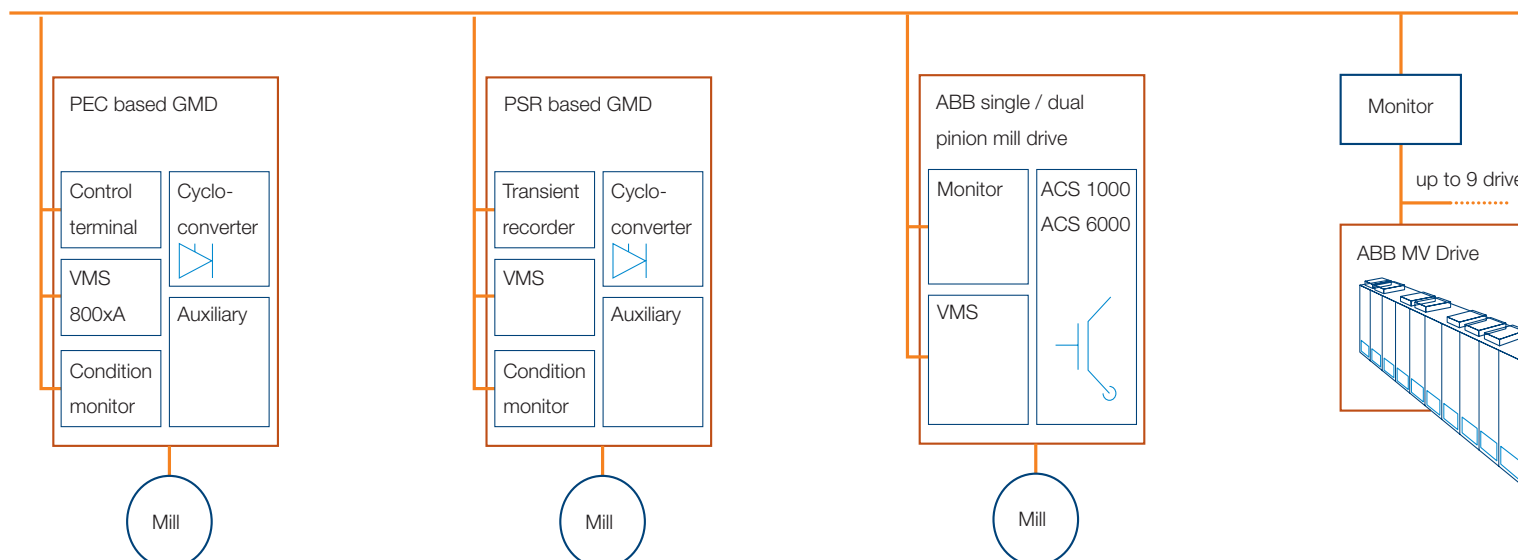 PEC based GMD
Control
terminal
Cyclo-
converter
VMS
800xA
Auxiliary
Condition
monitor
Mill
PSR based GMD
Transient
recorder
Cyclo-
converter
VMS
Auxiliary
Condition
monitor
Mill
ABB single / dual
pinion mill drive
Monitor
ACS 1000
ACS 6000
VMS
Mill
Monitor
up to 9 drive
ABB MV Drive